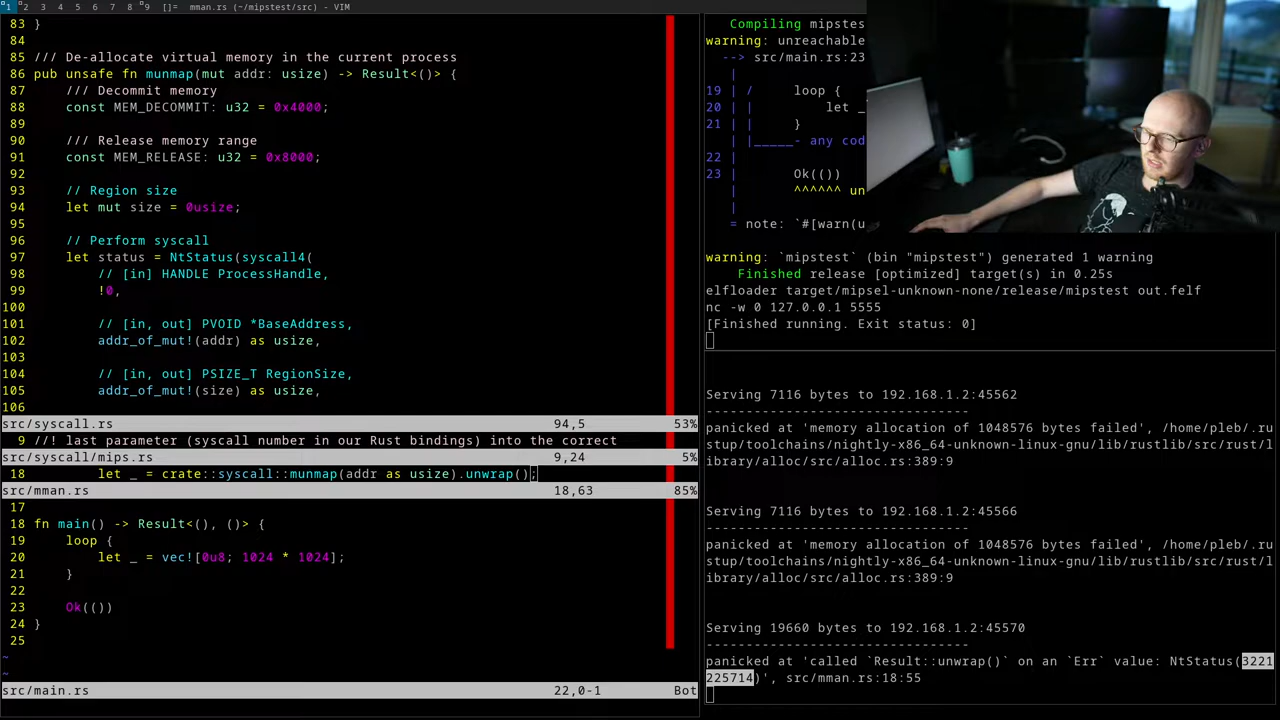 1 2 3 4 5 6 7 8 9 []= mman.rs (~/mipstest/src) - VIM
83 }
84
85 /// De-allocate virtual memory in the current process
86 pub unsafe fn munmap(mut addr: usize) -> Result<()> {
87 /// Decommit memory
88 const MEM_DECOMMIT: u32 = 0x4000;
89
90 /// Release memory range
91 const MEM_RELEASE: u32 = 0x8000;
92
93 // Region size
94 let mut size = 0usize;
95
96 // Perform syscall
97 let status = NtStatus(syscall4(
98 // [in] HANDLE ProcessHandle,
99 !0,
100
101 // [in, out] PVOID *BaseAddress,
102 addr_of_mut!(addr) as usize,
103
104 // [in, out] PSIZE_T RegionSize,
105 addr_of_mut!(size) as usize,
106
src/syscall.rs 94,5 53%
9 //! last parameter (syscall number in our Rust bindings) into the correct
src/syscall/mips.rs 9,24 5%
18 let _ = crate::syscall::munmap(addr as usize).unwrap();
src/mman.rs 18,63 85%
17
18 fn main() -> Result<(), ()> {
19 loop {
20 let _ = vec![0u8; 1024 * 1024];
21 }
22
23 Ok(())
24 }
25
~
~
src/main.rs 22,0-1 Bot
Compiling mipstest
warning: unreachable
--> src/main.rs:23
|
19 | / loop {
20 | | let _
21 | | }
| |_____- any cod
22 |
23 | Ok(())
| ^^^^^^ un
|
= note: `#[warn(u
warning: `mipstest` (bin "mipstest") generated 1 warning
Finished release [optimized] target(s) in 0.25s
elfloader target/mipsel-unknown-none/release/mipstest out.felf
nc -w 0 127.0.0.1 5555
[Finished running. Exit status: 0]
Serving 7116 bytes to 192.168.1.2:45562
---------------------------------
panicked at 'memory allocation of 1048576 bytes failed', /home/pleb/.ru
stup/toolchains/nightly-x86_64-unknown-linux-gnu/lib/rustlib/src/rust/l
ibrary/alloc/src/alloc.rs:389:9
Serving 7116 bytes to 192.168.1.2:45566
---------------------------------
panicked at 'memory allocation of 1048576 bytes failed', /home/pleb/.ru
stup/toolchains/nightly-x86_64-unknown-linux-gnu/lib/rustlib/src/rust/l
ibrary/alloc/src/alloc.rs:389:9
Serving 19660 bytes to 192.168.1.2:45570
---------------------------------
panicked at 'called `Result::unwrap()` on an `Err` value: NtStatus(3221
225714)', src/mman.rs:18:55